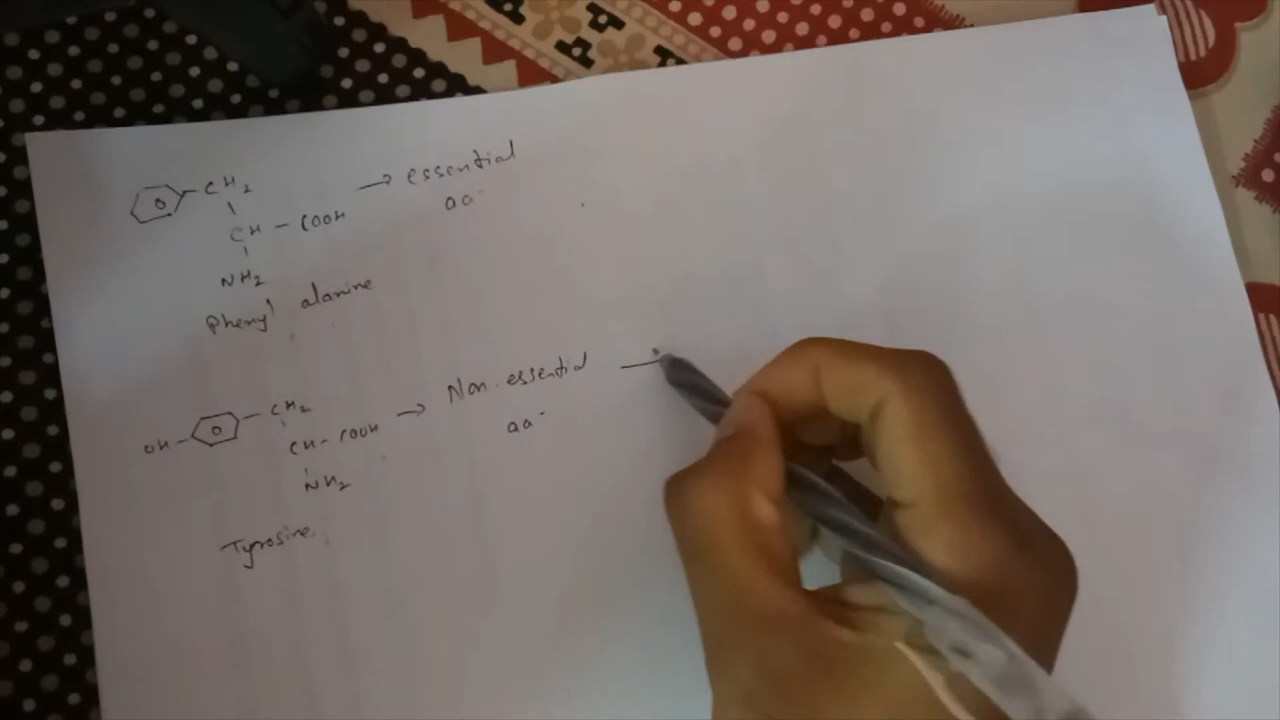 ⌬-CH2 → essential
CH - COOH aa-
NH2
Phenyl alanine
OH-⌬-CH2 → Non-essential
CH- COOH aa-
NH2
Tyrosine